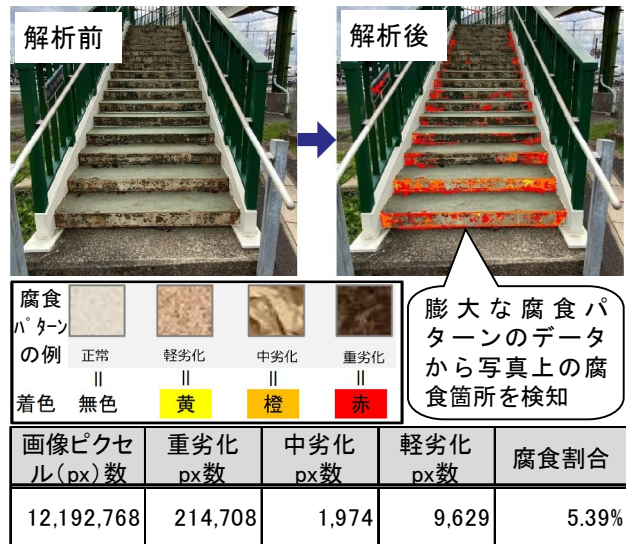 解析前
解析後
腐食
パターン
の例
正常
軽劣化
中劣化
重劣化
||
||
||
||
着色
無色
黄
橙
赤
膨大な腐食パ
ターンのデータ
から写真上の腐
食箇所を検知
画像ピクセ
ル(px)数
重劣化
px数
中劣化
px数
軽劣化
px数
腐食割合
12,192,768
214,708
1,974
9,629
5.39%